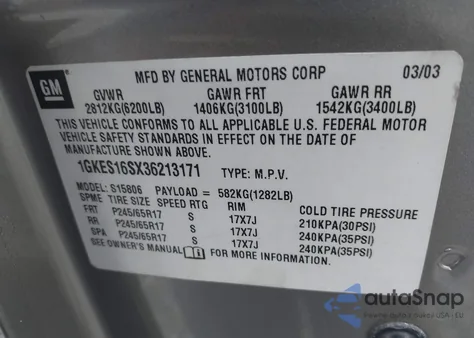 GM
MFD BY GENERAL MOTORS CORP 03/03
GVWR GAWR FRT GAWR RR
2812KG(6200LB) 1406KG(3100LB) 1542KG(3400LB)
THIS VEHICLE CONFORMS TO ALL APPLICABLE U.S. FEDERAL MOTOR
VEHICLE SAFETY STANDARDS IN EFFECT ON THE DATE OF
MANUFACTURE SHOWN ABOVE.
1GKES16SX36213171 TYPE: M.P.V.
MODEL: S15806 PAYLOAD = 582KG(1282LB)
SPME TIRE SIZE SPEED RTG RIM COLD TIRE PRESSURE
FRT P245/65R17 S 17X7J 210KPA(30PSI)
RR P245/65R17 S 17X7J 240KPA(35PSI)
SPA P245/65R17 S 17X7J 240KPA(35PSI)
SEE OWNER'S MANUAL FOR MORE INFORMATION.
autoSnap